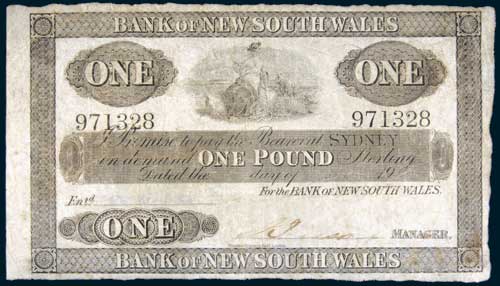 BANK OF NEW SOUTH WALES
ONE ONE
971328 971328
I Promise to pay the Bearer at SYDNEY
on demand ONE POUND Sterling
Dated the day of 19
For the BANK OF NEW SOUTH WALES.
Entd.
ONE
MANAGER.
BANK OF NEW SOUTH WALES